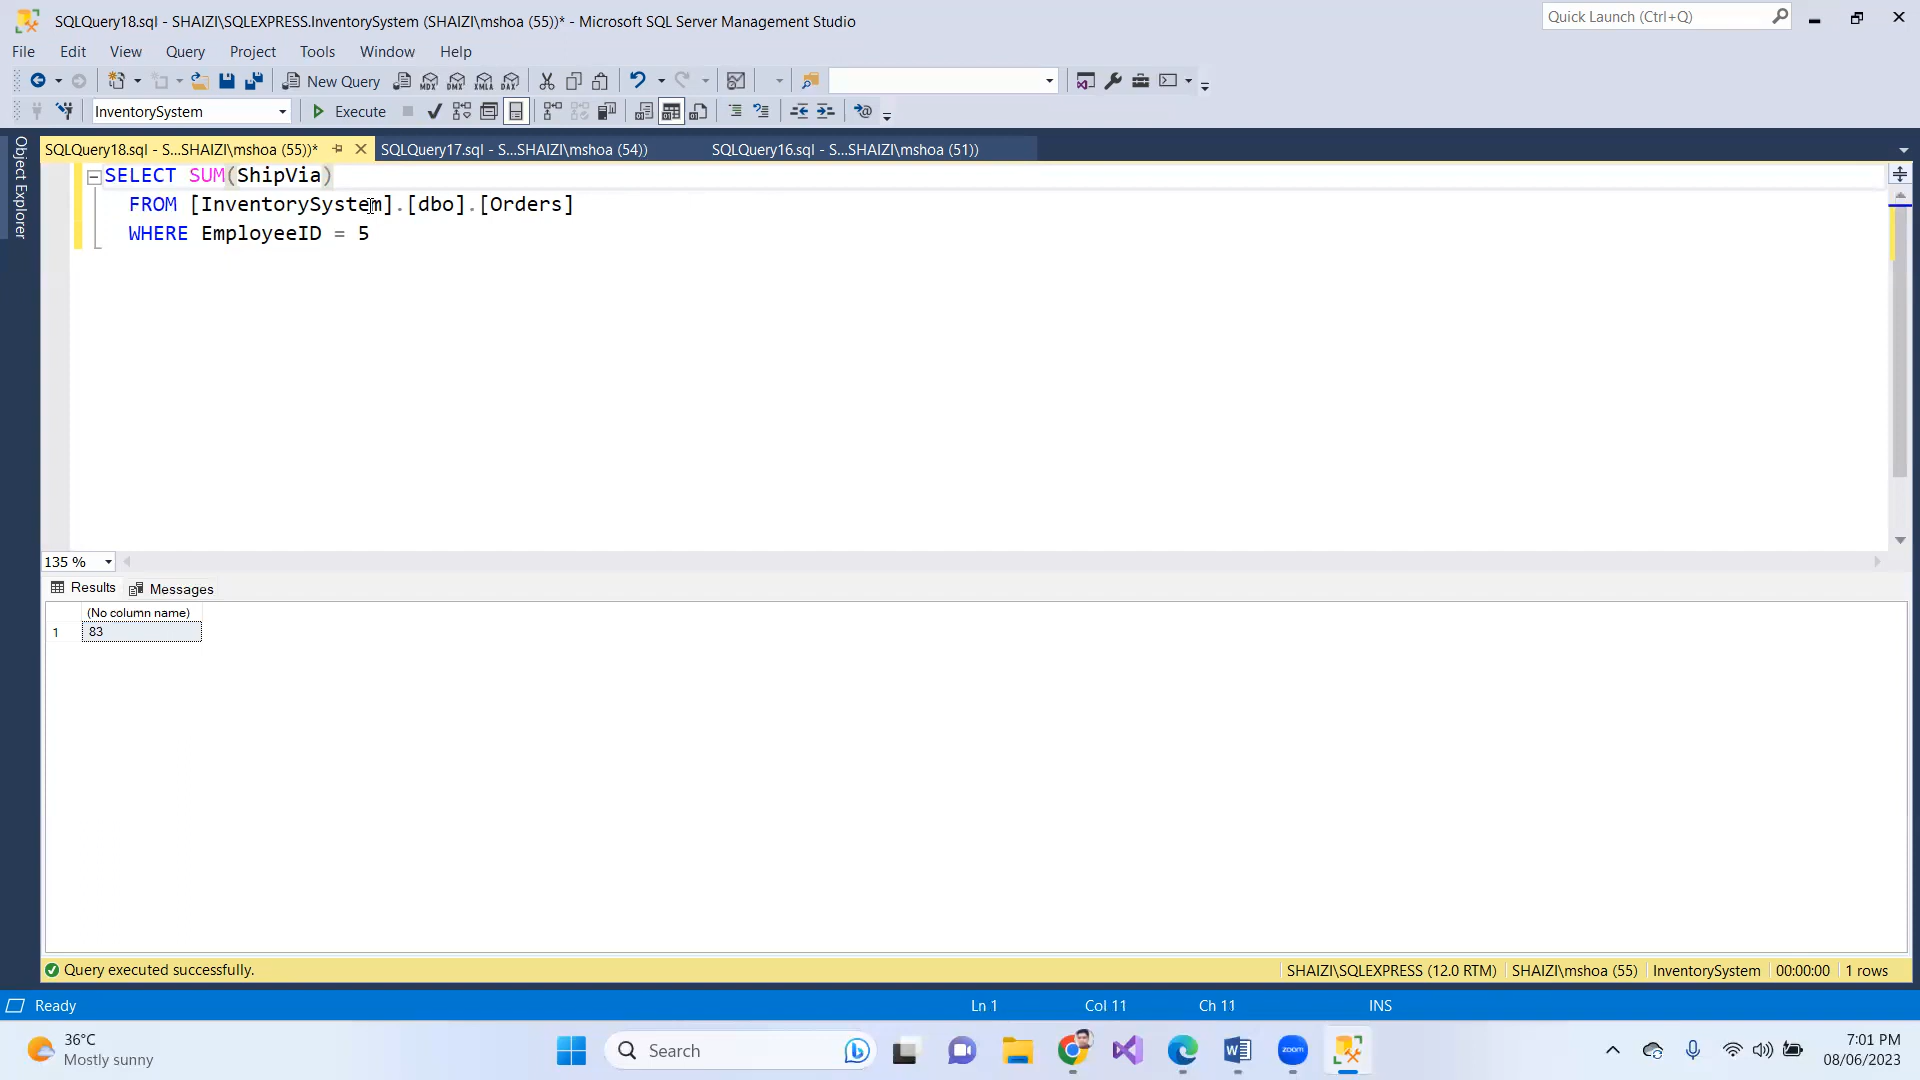 SQLQuery18.sql - SHAIZI\SQLEXPRESS.InventorySystem (SHAIZI\mshoa (55))* - Microsoft SQL Server Management Studio
Quick Launch (Ctrl+Q)
File Edit View Query Project Tools Window Help
New Query MDX DMX XMLA DAX
InventorySystem Execute
Object Explorer
SQLQuery18.sql - S...SHAIZI\mshoa (55))* SQLQuery17.sql - S...SHAIZI\mshoa (54)) SQLQuery16.sql - S...SHAIZI\mshoa (51))
SELECT SUM(ShipVia)
FROM [InventorySystem].[dbo].[Orders]
WHERE EmployeeID = 5
135 %
Results Messages
(No column name)
1 83
Query executed successfully. SHAIZI\SQLEXPRESS (12.0 RTM) SHAIZI\mshoa (55) InventorySystem 00:00:00 1 rows
Ready Ln 1 Col 11 Ch 11 INS
36°C
Mostly sunny
Search
zoom
7:01 PM
08/06/2023